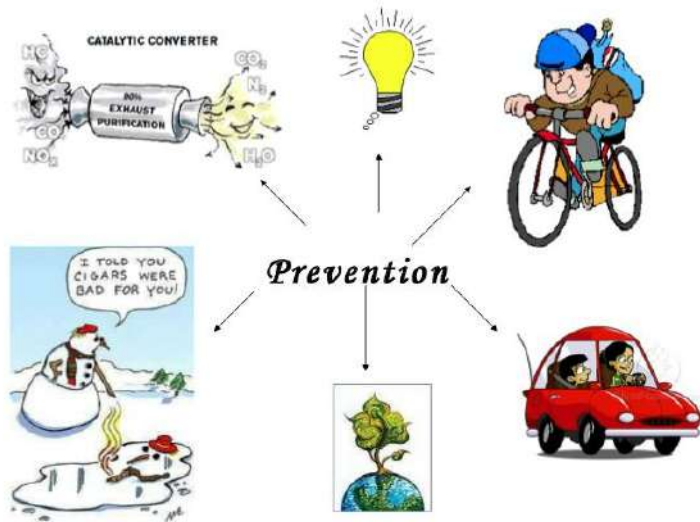 CATALYTIC CONVERTER
HC
CO
NOx
90%
EXHAUST
PURIFICATION
CO₂
N₂
H₂O
Prevention
I TOLD YOU
CIGARS WERE
BAD FOR YOU!